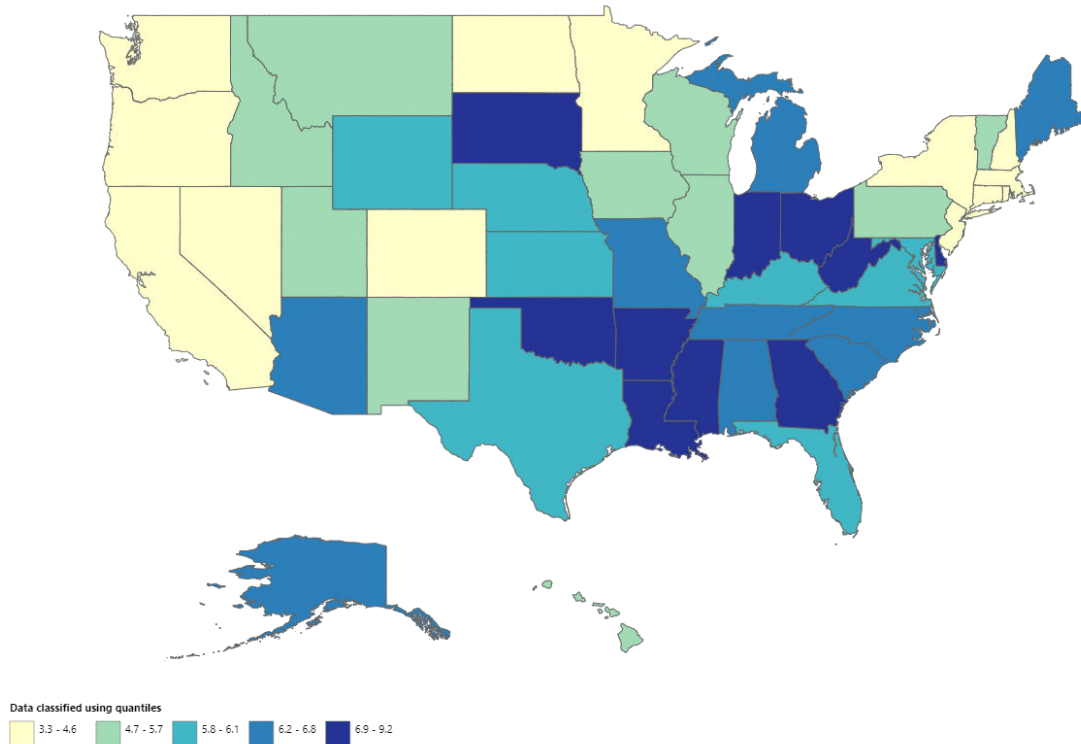 Data classified using quantiles
3.3 - 4.6 4.7 - 5.7 5.8 - 6.1 6.2 - 6.8 6.9 - 9.2